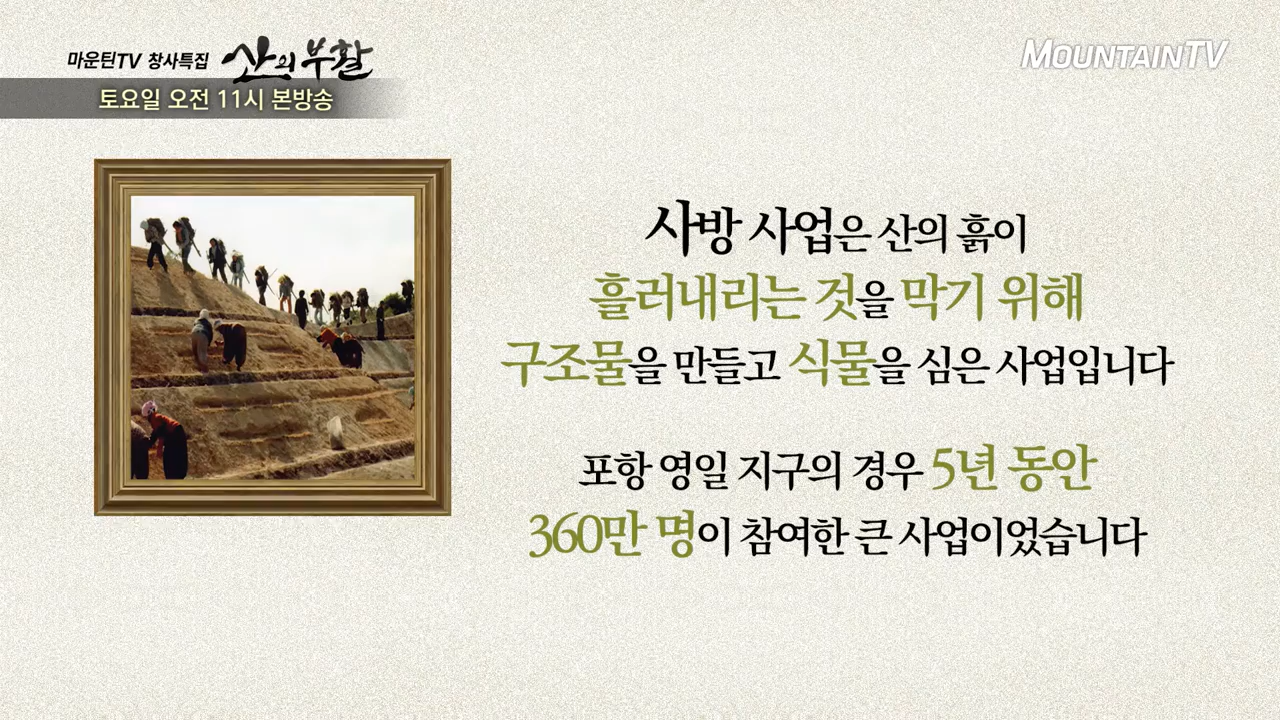 마운틴TV 창사특집 산의 부활
토요일 오전 11시 본방송
MOUNTAINTV
사방 사업은 산의 흙이
흘러내리는 것을 막기 위해
구조물을 만들고 식물을 심은 사업입니다
포항 영일 지구의 경우 5년 동안
360만 명이 참여한 큰 사업이었습니다